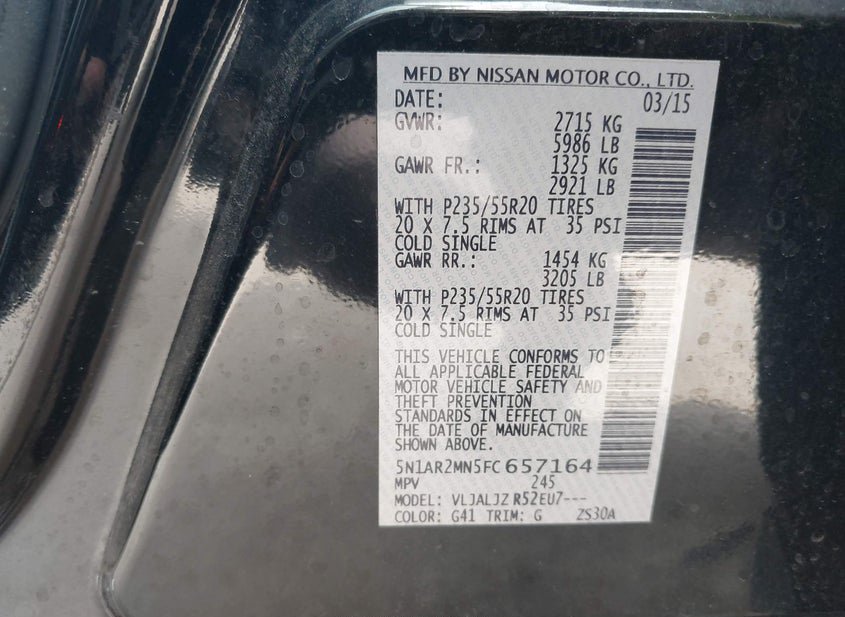 MFD BY NISSAN MOTOR CO., LTD.
DATE: 03/15
GVWR: 2715 KG
5986 LB
GAWR FR.: 1325 KG
2921 LB
WITH P235/55R20 TIRES
20 X 7.5 RIMS AT 35 PSI
COLD SINGLE
GAWR RR.: 1454 KG
3205 LB
WITH P235/55R20 TIRES
20 X 7.5 RIMS AT 35 PSI
COLD SINGLE
THIS VEHICLE CONFORMS TO
ALL APPLICABLE FEDERAL
MOTOR VEHICLE SAFETY AND
THEFT PREVENTION
STANDARDS IN EFFECT ON
THE DATE OF MANUFACTURE
SHOWN ABOVE.
5N1AR2MN5FC657164
MPV 245
MODEL: VLJALJZ R52EU7---
COLOR: G41 TRIM: G ZS30A